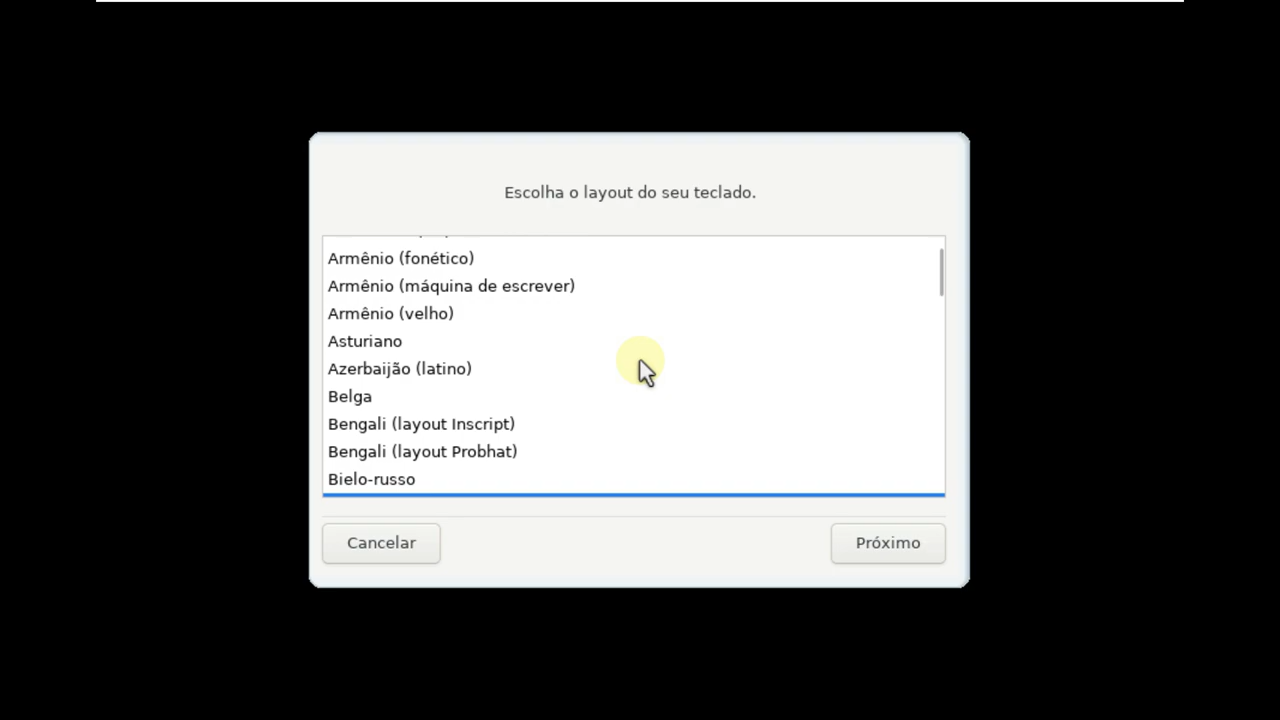 Escolha o layout do seu teclado.
Armênio (fonético)
Armênio (máquina de escrever)
Armênio (velho)
Asturiano
Azerbaijão (latino)
Belga
Bengali (layout Inscript)
Bengali (layout Probhat)
Bielo-russo
Cancelar
Próximo